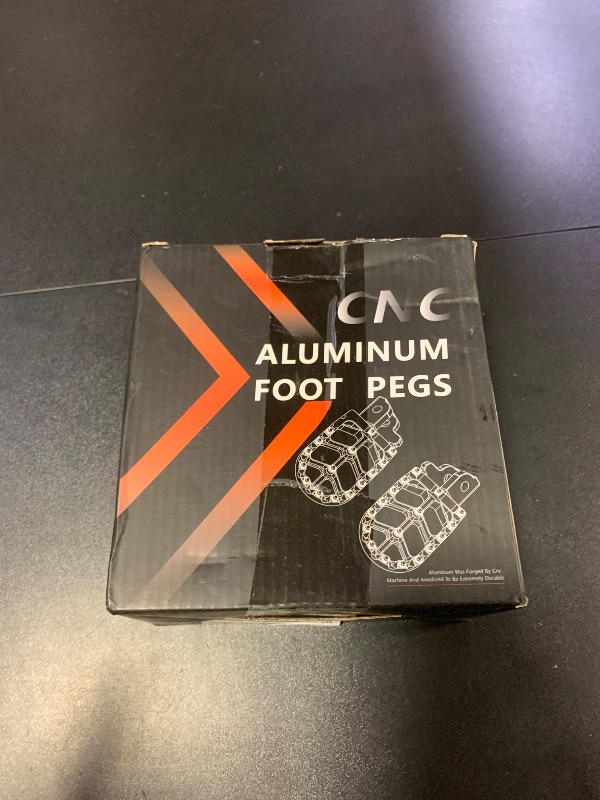 CNC
ALUMINUM
FOOT PEGS
Aluminum Was Forged By Cnc
Machine And Anodized To Be Extremely Durable